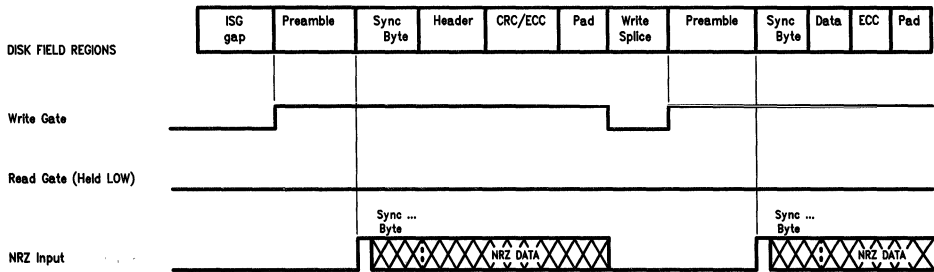 ISG gap
Preamble
Sync Byte
Header
CRC/ECC
Pad
Write Splice
Preamble
Sync Byte
Data
ECC
Pad
DISK FIELD REGIONS
Write Gate
Read Gate (Held LOW)
Sync ...
Byte
Sync ...
Byte
NRZ Input
NRZ DATA
NRZ DATA